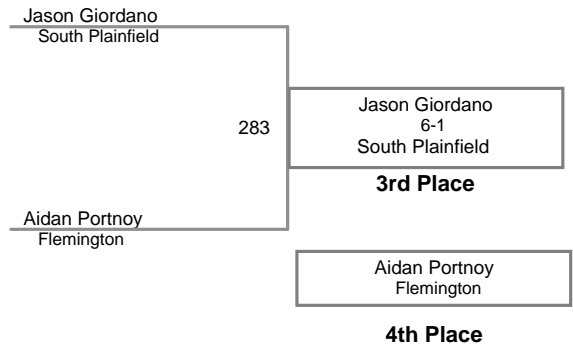 Jason Giordano
South Plainfield
283
Jason Giordano
6-1
South Plainfield
3rd Place
Aidan Portnoy
Flemington
Aidan Portnoy
Flemington
4th Place